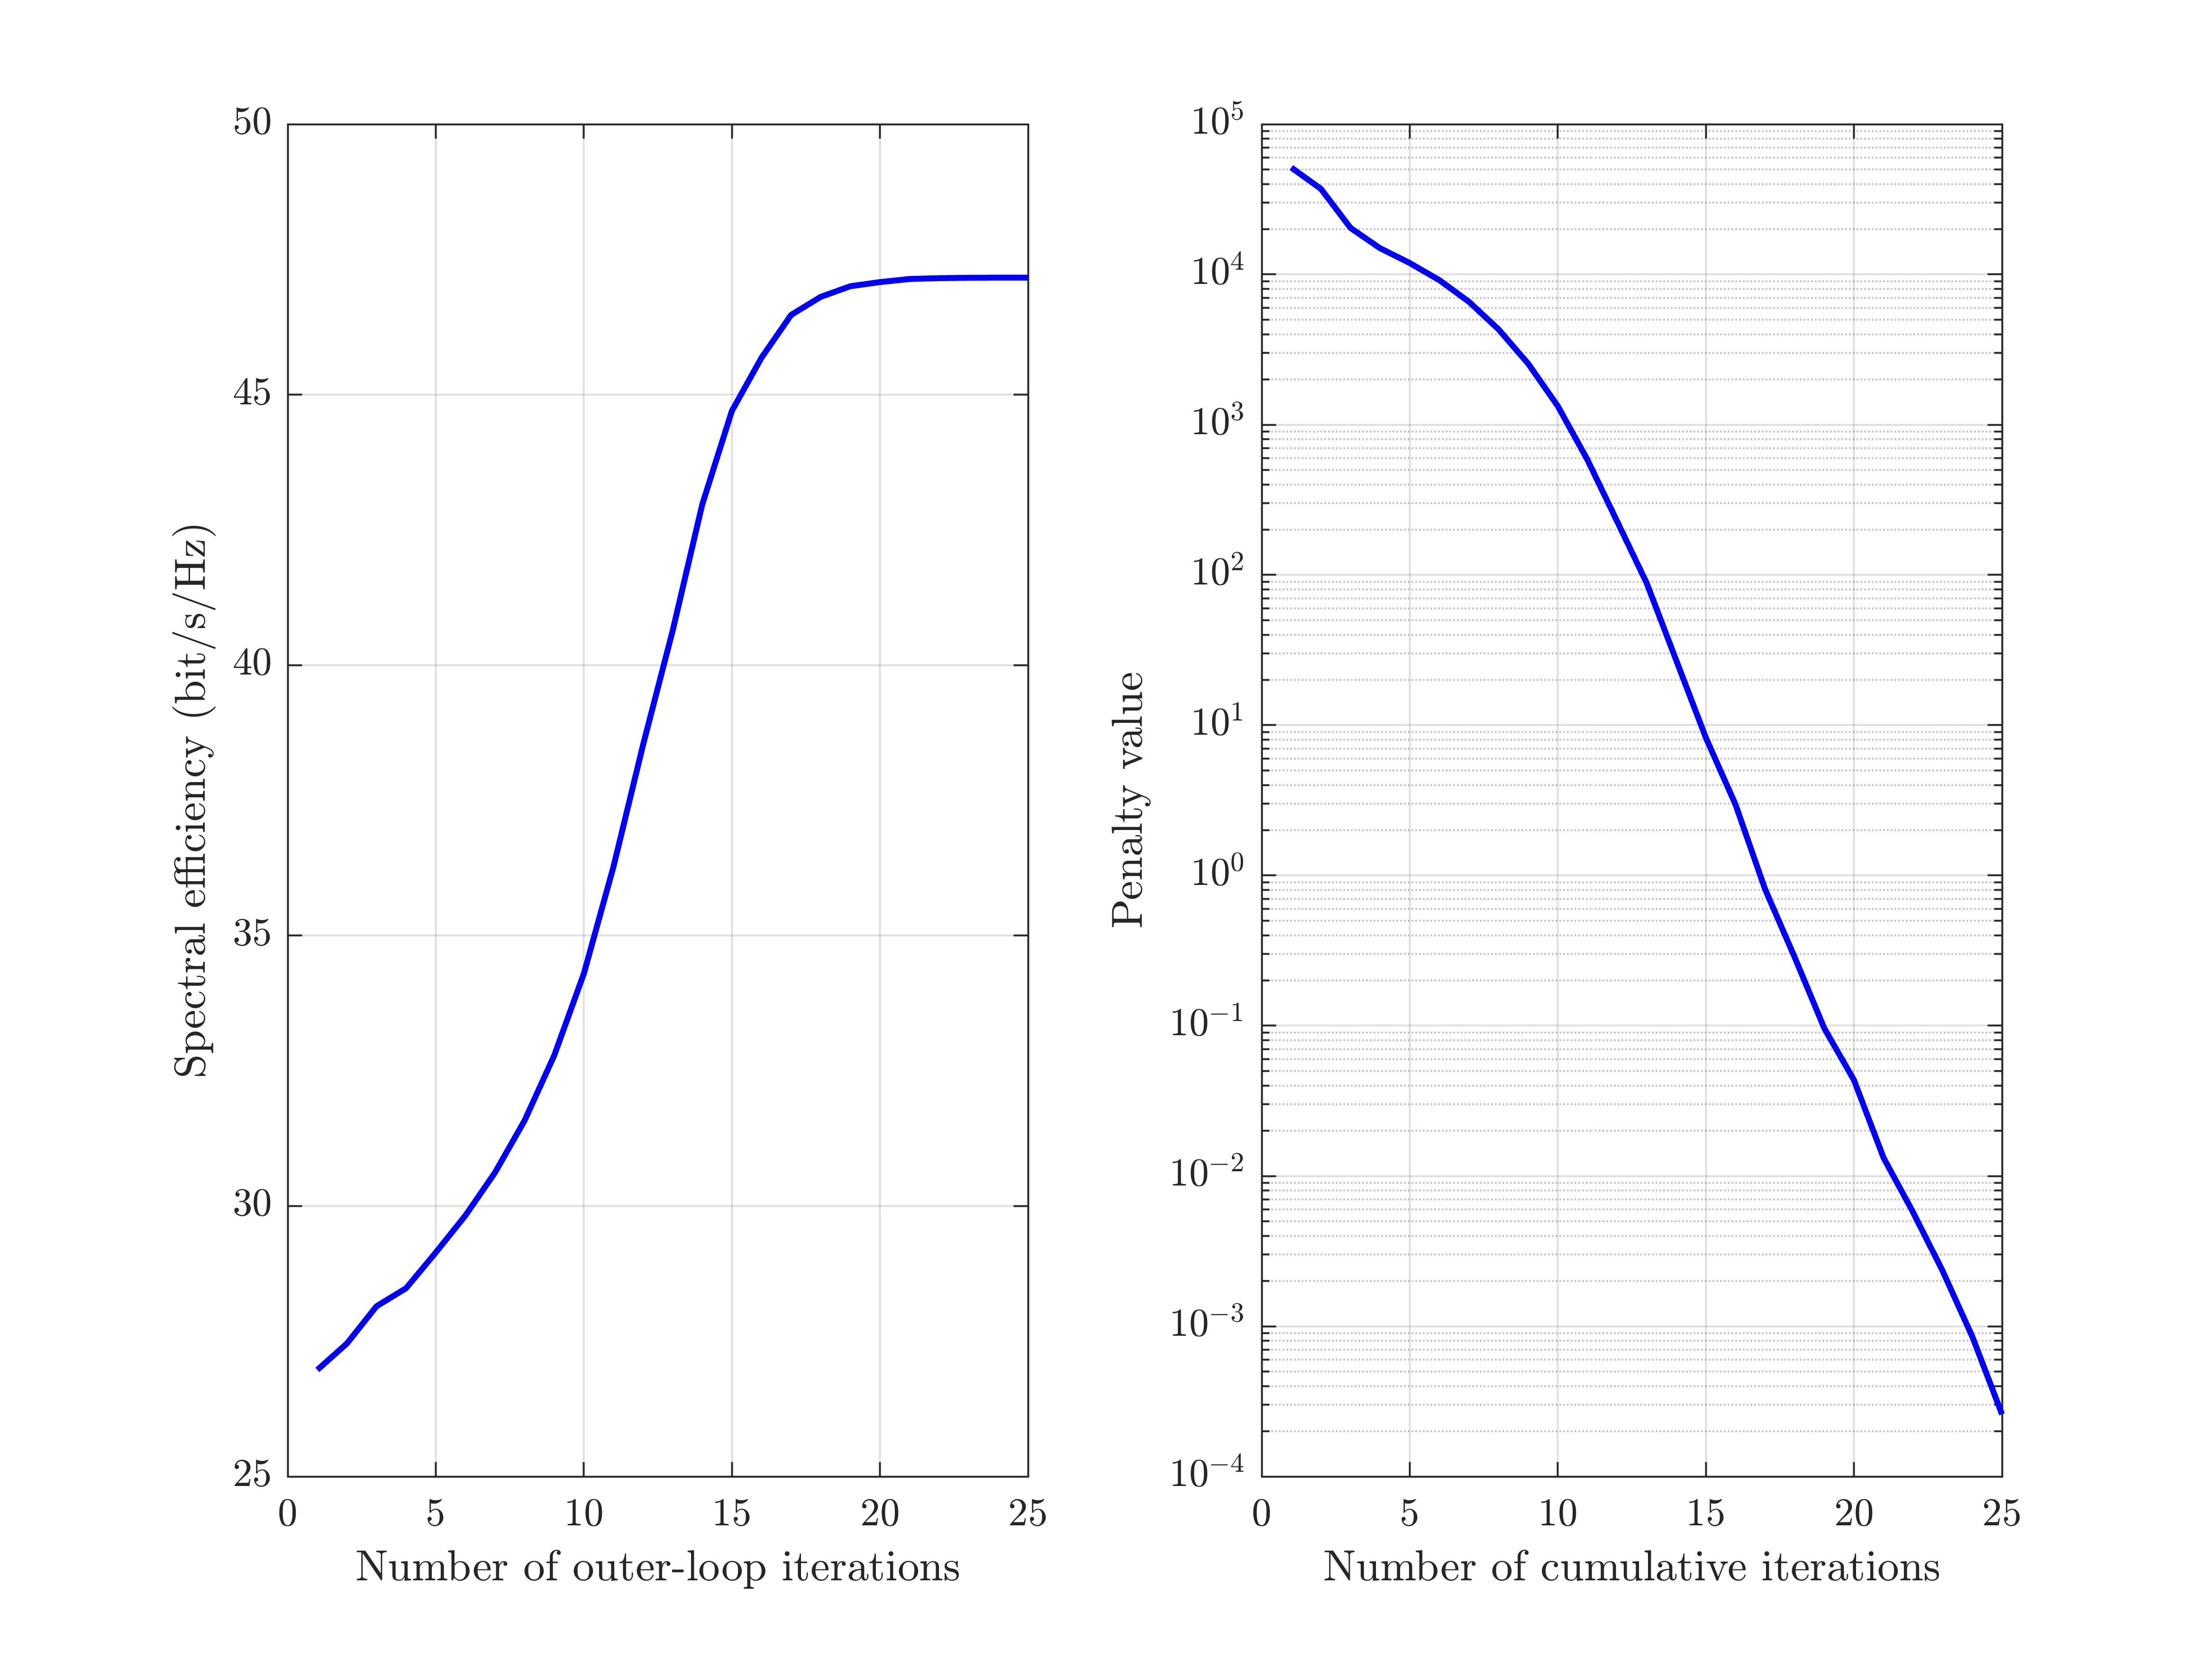 50
45
40
35
30
25
0 5 10 15 20 25
Spectral efficiency (bit/s/Hz)
Number of outer-loop iterations
10^5
10^4
10^3
10^2
10^1
10^0
10^−1
10^−2
10^−3
10^−4
0 5 10 15 20 25
Penalty value
Number of cumulative iterations